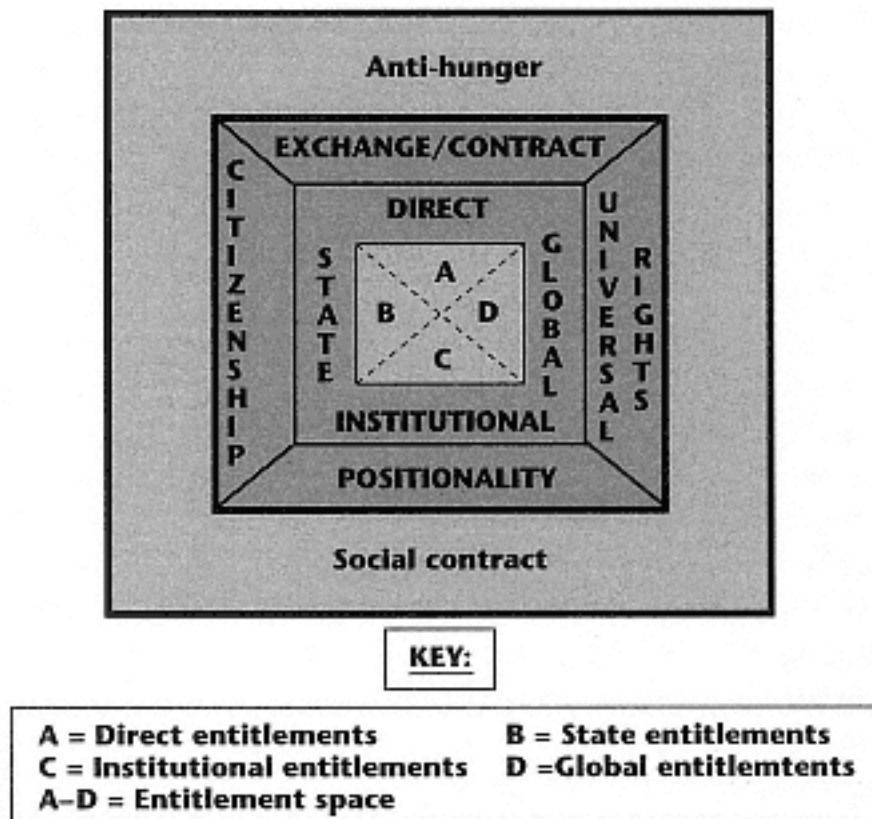 Anti-hunger
EXCHANGE/CONTRACT
CITIZENSHIP
DIRECT
STATE
A
B
D
C
GLOBAL
UNIVERSAL
RIGHTS
INSTITUTIONAL
POSITIONALITY
Social contract
KEY:
A = Direct entitlements
B = State entitlements
C = Institutional entitlements
D =Global entitlemtents
A–D = Entitlement space